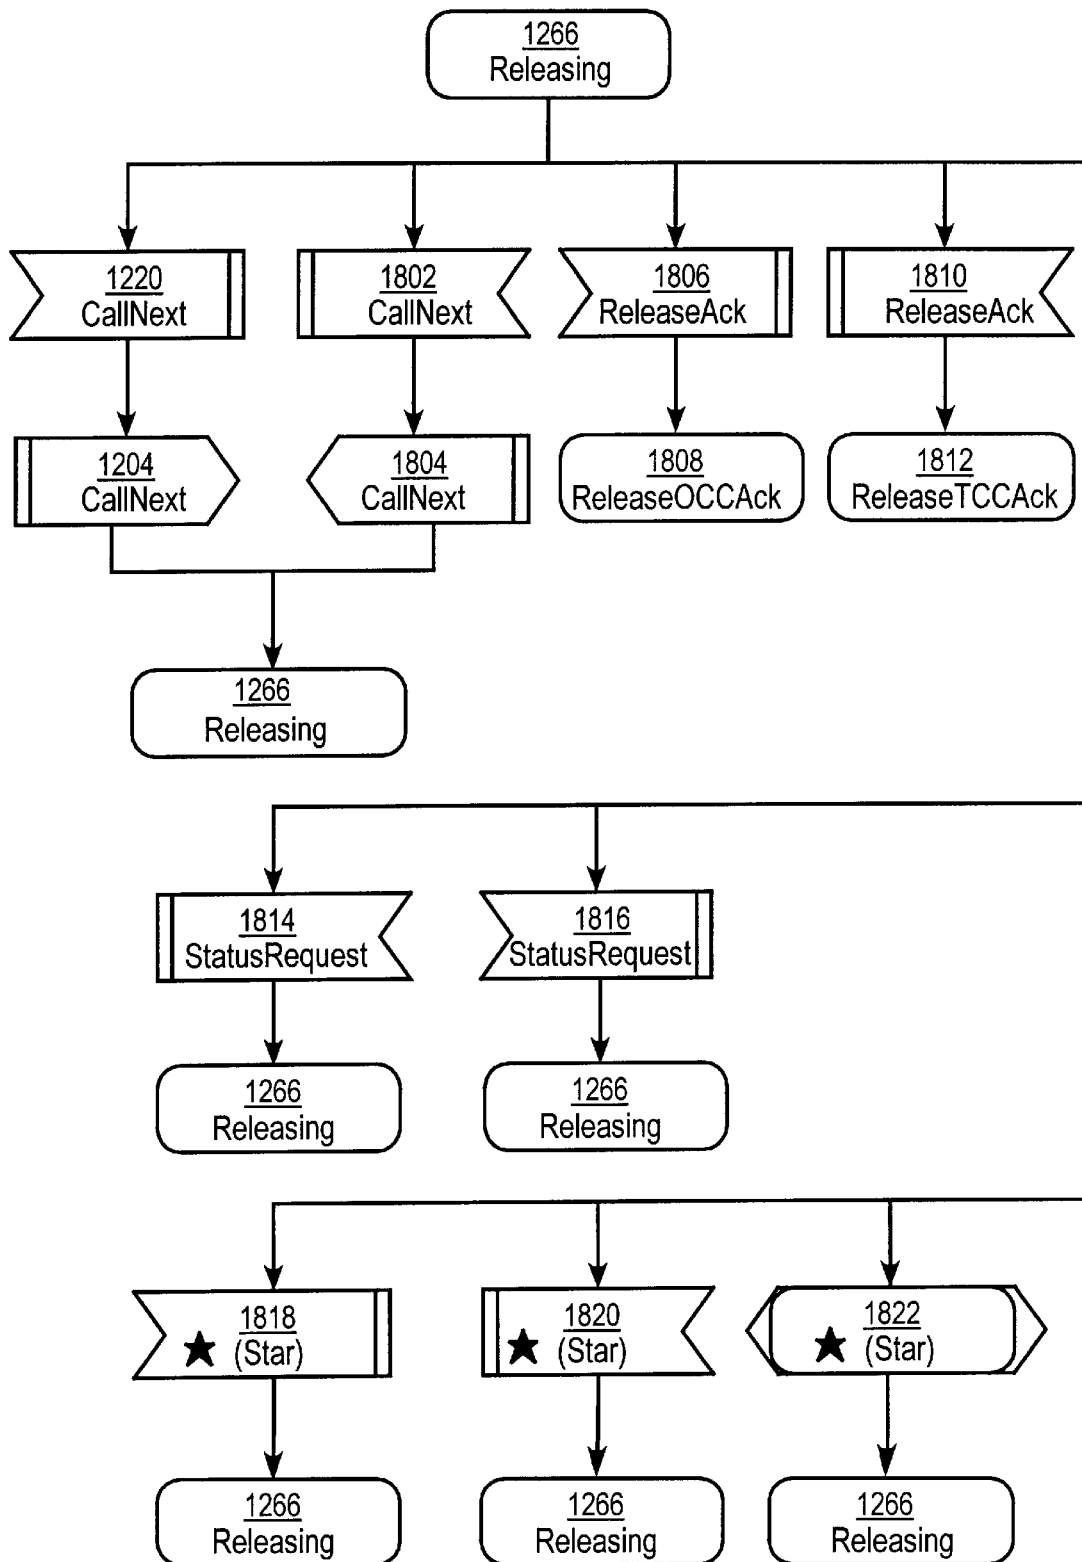 1266
Releasing
1220
CallNext
1802
CallNext
1806
ReleaseAck
1810
ReleaseAck
1204
CallNext
1804
CallNext
1808
ReleaseOCCAck
1812
ReleaseTCCAck
1266
Releasing
1814
StatusRequest
1816
StatusRequest
1266
Releasing
1266
Releasing
1818
(Star)
1820
(Star)
1822
(Star)
1266
Releasing
1266
Releasing
1266
Releasing